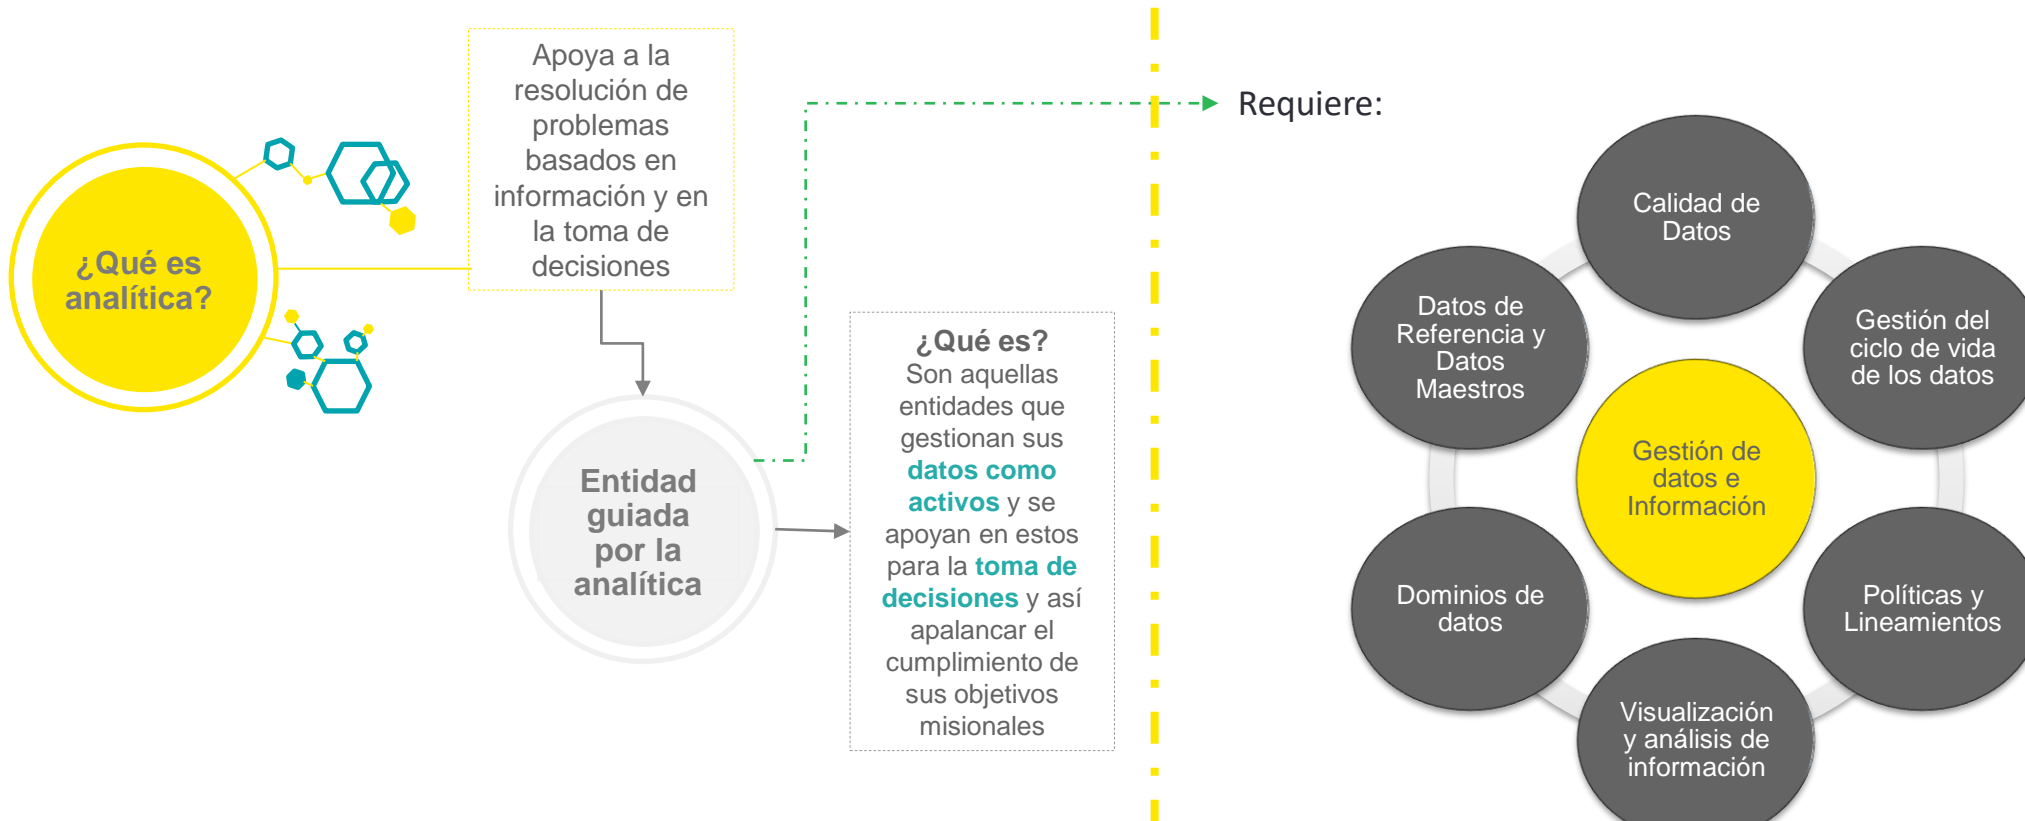 ¿Qué es
analítica?
Apoya a la
resolución de
problemas
basados en
información y en
la toma de
decisiones
Entidad
guiada
por la
analítica
¿Qué es?
Son aquellas
entidades que
gestionan sus
datos como
activos y se
apoyan en estos
para la toma de
decisiones y así
apalancar el
cumplimiento de
sus objetivos
misionales
Requiere:
Calidad de
Datos
Gestión del
ciclo de vida
de los datos
Políticas y
Lineamientos
Visualización
y análisis de
información
Dominios de
datos
Datos de
Referencia y
Datos
Maestros
Gestión de
datos e
Información